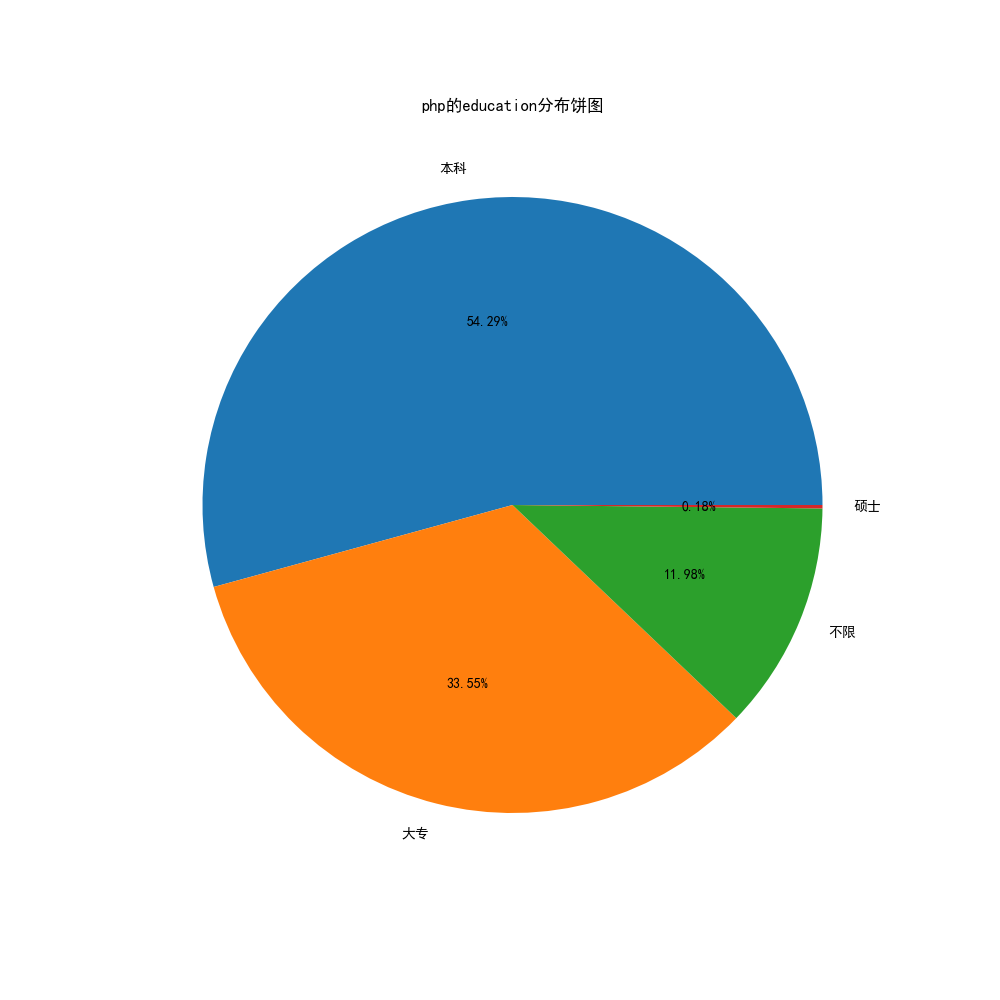 php的education分布饼图
本科
54.29%
0.18%
硕士
11.98%
不限
33.55%
大专